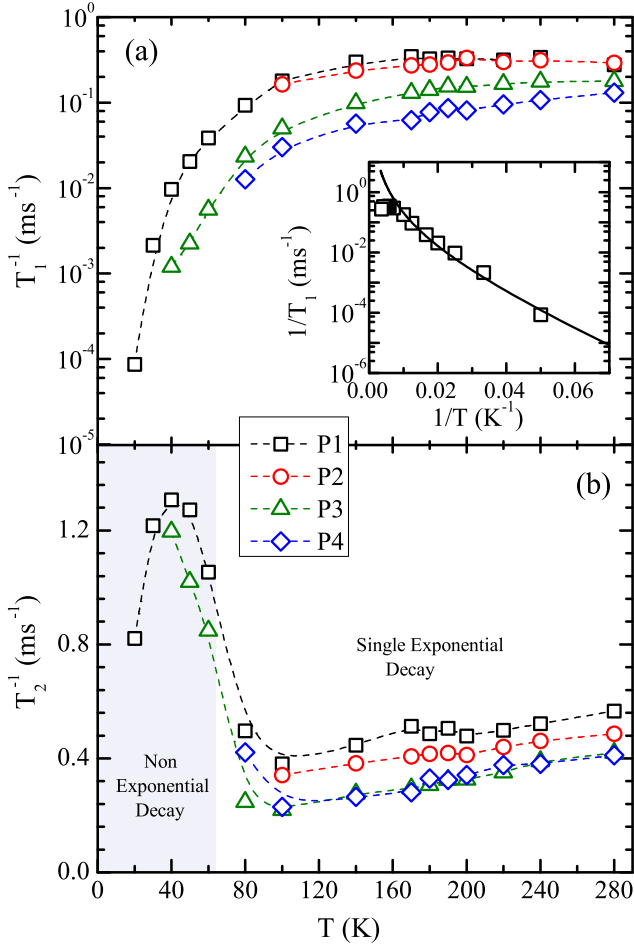 (a)
10^0
10^-1
10^-2
10^-3
10^-4
10^-5
T_1^-1 (ms^-1)
10^0
10^-2
10^-4
10^-6
1/T_1 (ms^-1)
0.00 0.02 0.04 0.06
1/T (K^-1)
P1
P2
P3
P4
(b)
1.2
0.8
0.4
0.0
T_2^-1 (ms^-1)
Single Exponential
Decay
Non
Exponential
Decay
0 40 80 120 160 200 240 280
T (K)